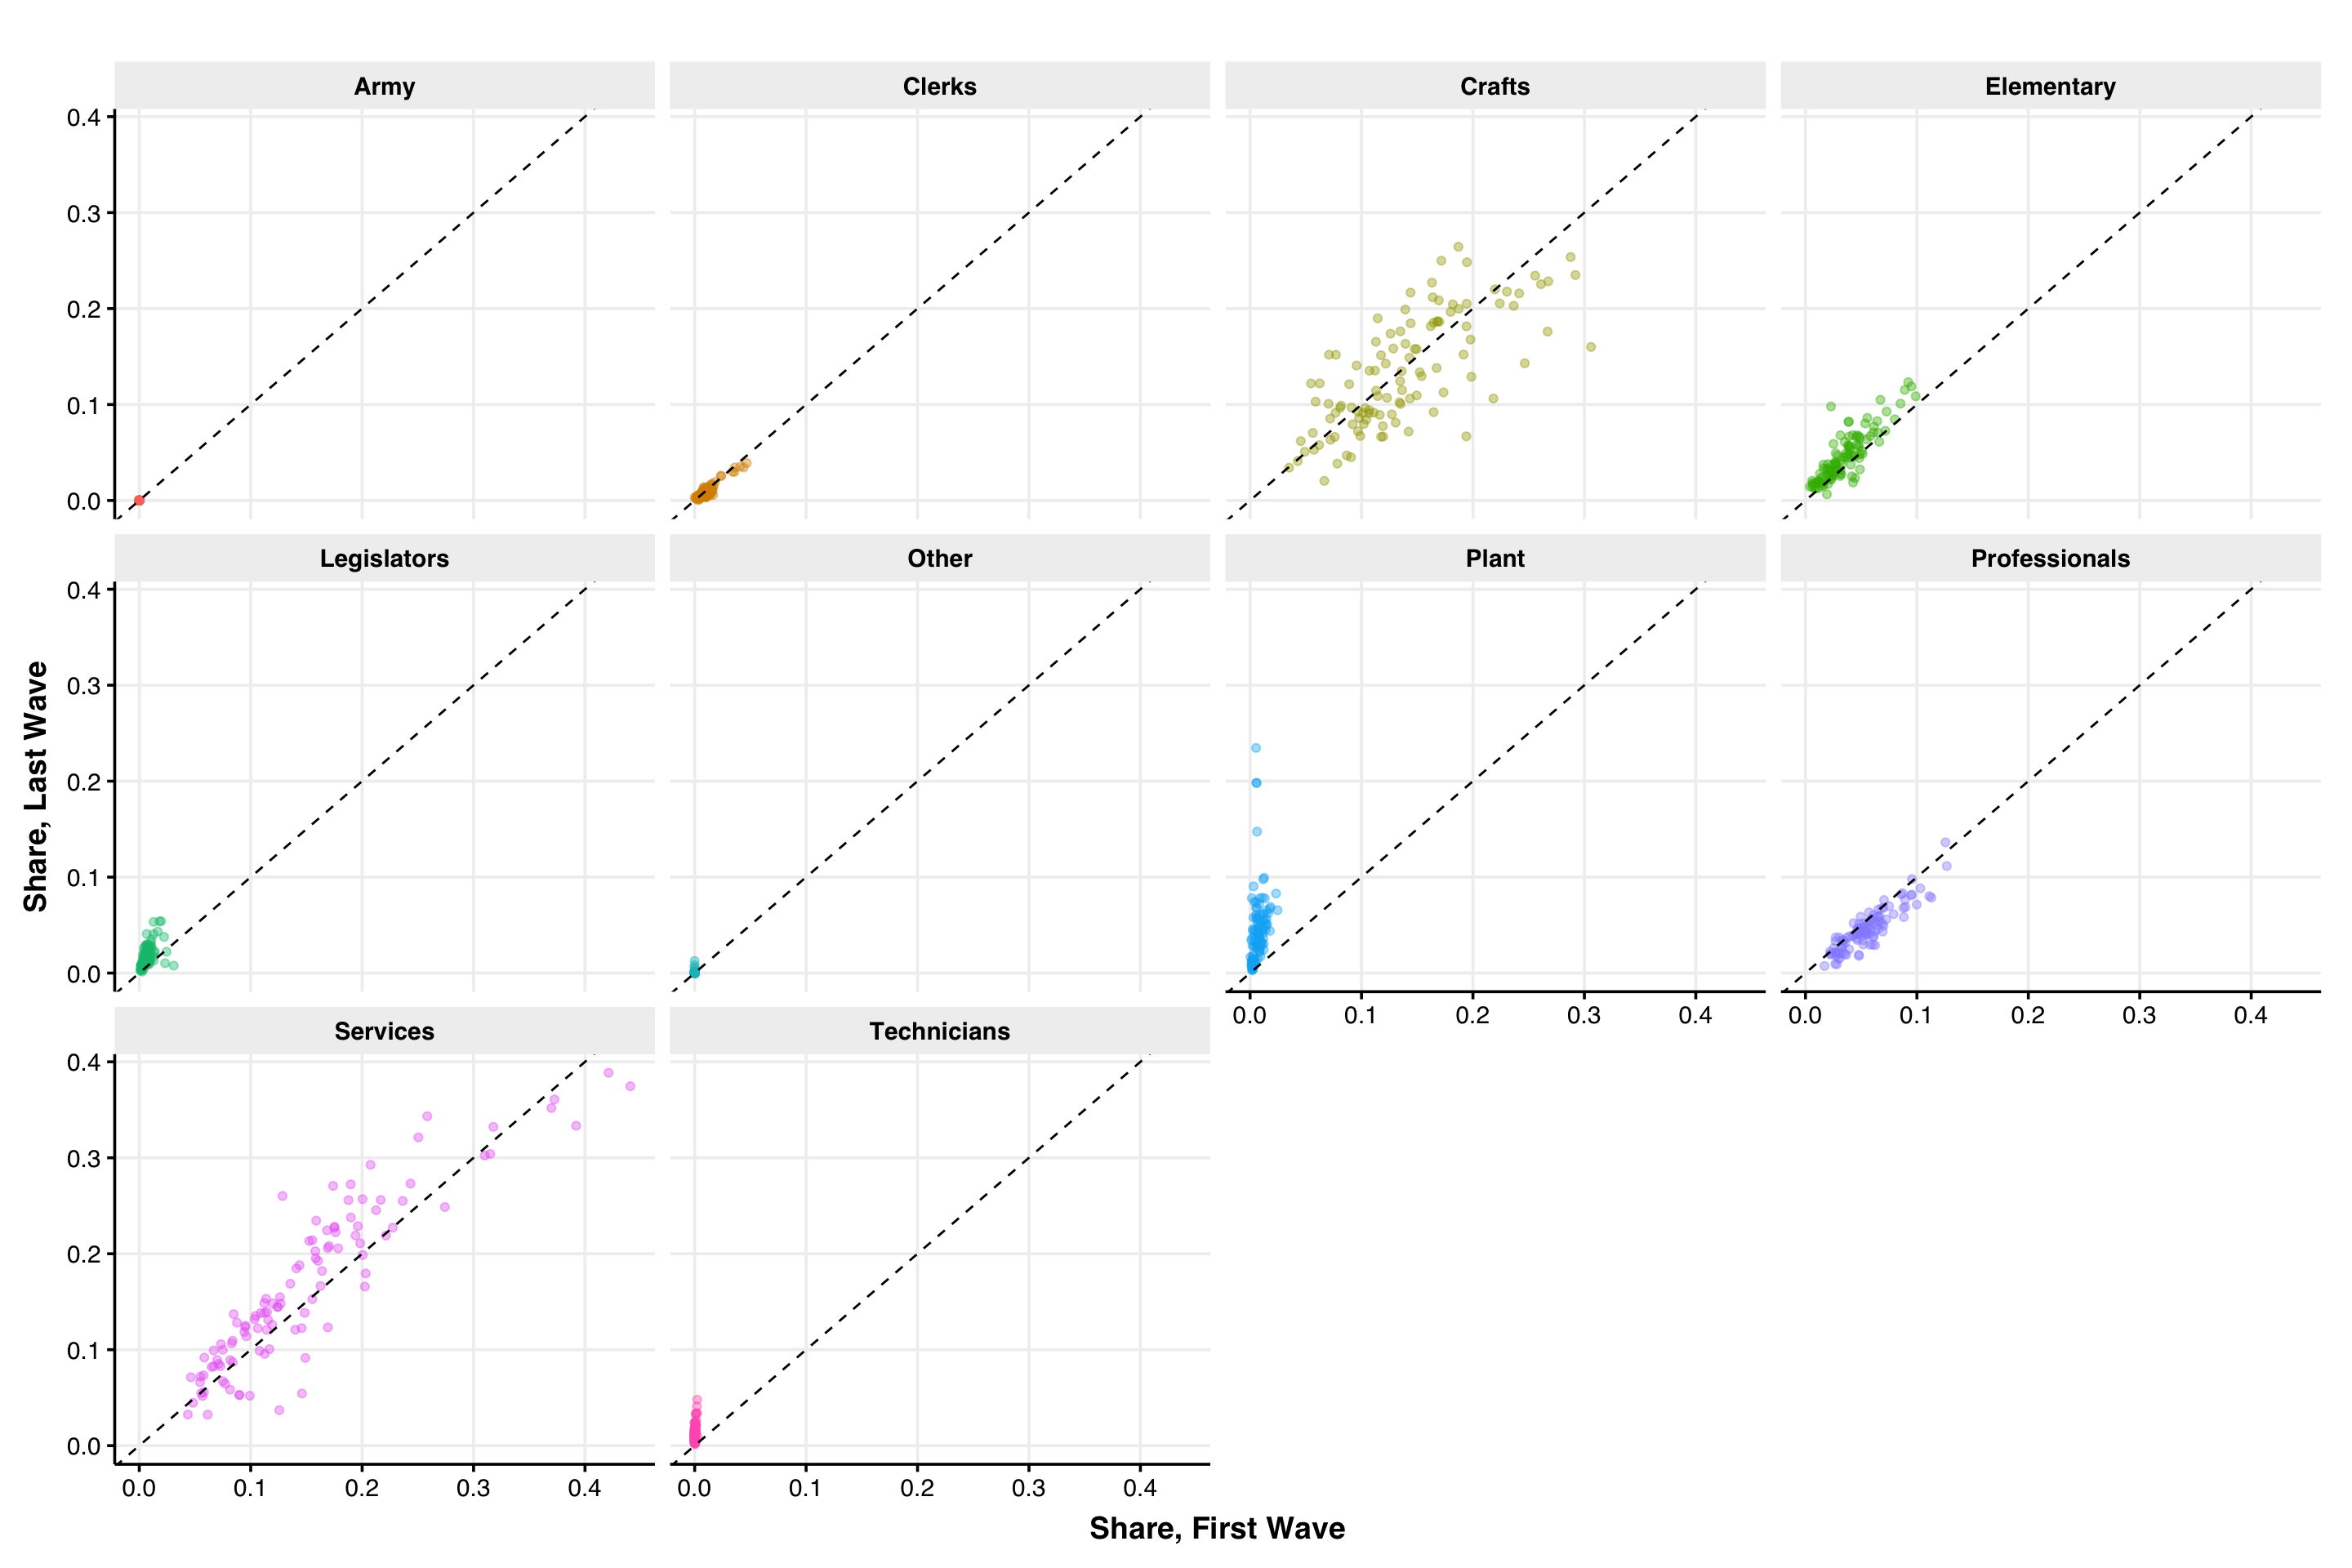 Army Clerks Crafts Elementary
0.4
0.3
0.2
0.1
0.0
Legislators Other Plant Professionals
0.4
0.3
0.2
0.1
0.0
0.0 0.1 0.2 0.3 0.4 0.0 0.1 0.2 0.3 0.4
Services Technicians
0.4
0.3
0.2
0.1
0.0
0.0 0.1 0.2 0.3 0.4 0.0 0.1 0.2 0.3 0.4
Share, Last Wave
Share, First Wave